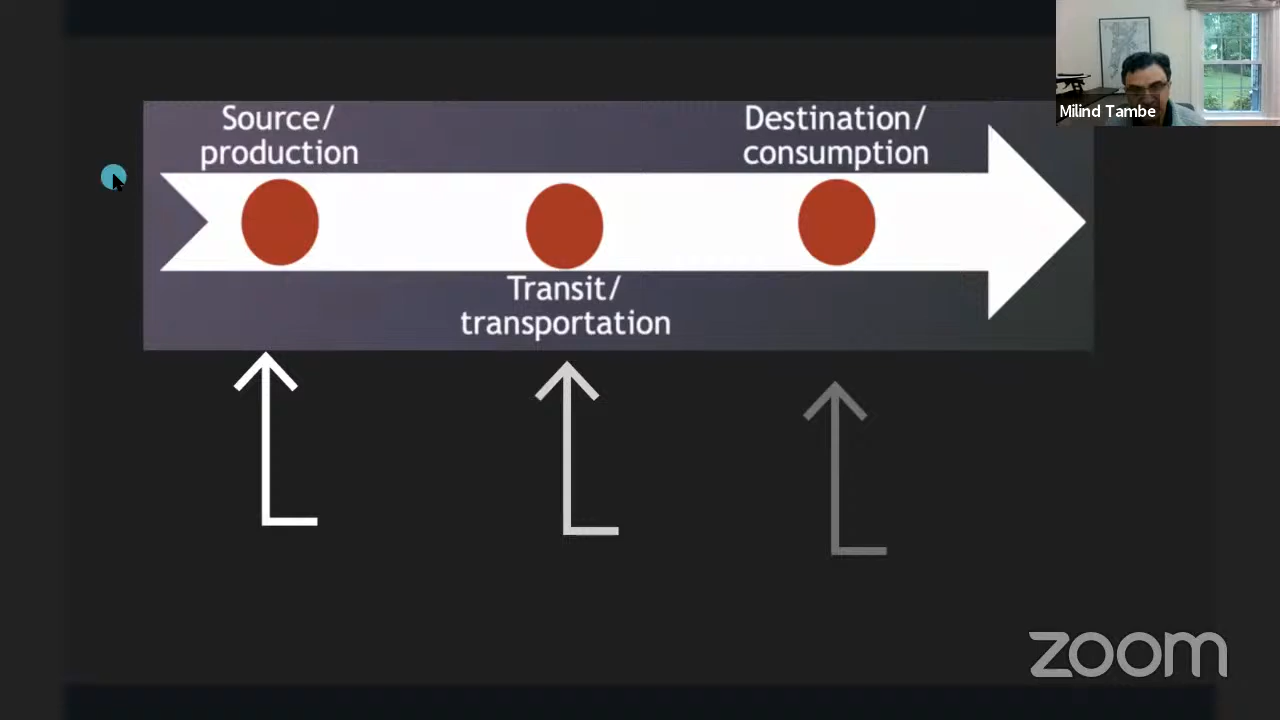 Source/
production
Destination/
consumption
Milind Tambe
Transit/
transportation
zoom